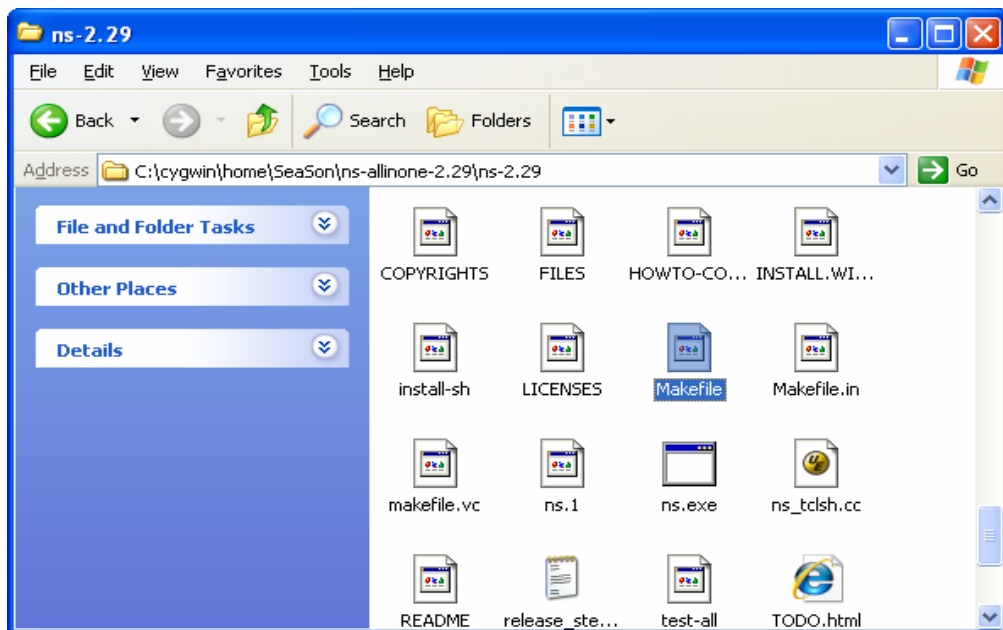 ns-2.29
File Edit View Favorites Tools Help
Back Search Folders
Address C:\cygwin\home\SeaSon\ns-allinone-2.29\ns-2.29 Go
File and Folder Tasks
Other Places
Details
COPYRIGHTS FILES HOWTO-CO... INSTALL.WI...
install-sh LICENSES Makefile Makefile.in
makefile.vc ns.1 ns.exe ns_tclsh.cc
README release_ste... test-all TODO.html